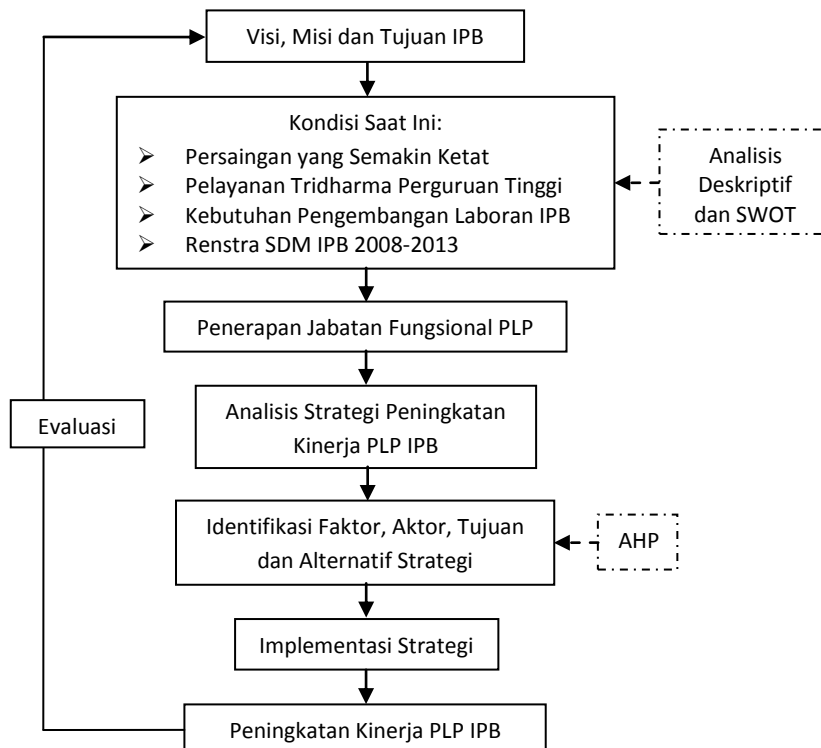 Visi, Misi dan Tujuan IPB
Kondisi Saat Ini:
➢ Persaingan yang Semakin Ketat
➢ Pelayanan Tridharma Perguruan Tinggi
➢ Kebutuhan Pengembangan Laboran IPB
➢ Renstra SDM IPB 2008-2013
Analisis
Deskriptif
dan SWOT
Penerapan Jabatan Fungsional PLP
Analisis Strategi Peningkatan
Kinerja PLP IPB
Evaluasi
Identifikasi Faktor, Aktor, Tujuan
dan Alternatif Strategi
AHP
Implementasi Strategi
Peningkatan Kinerja PLP IPB